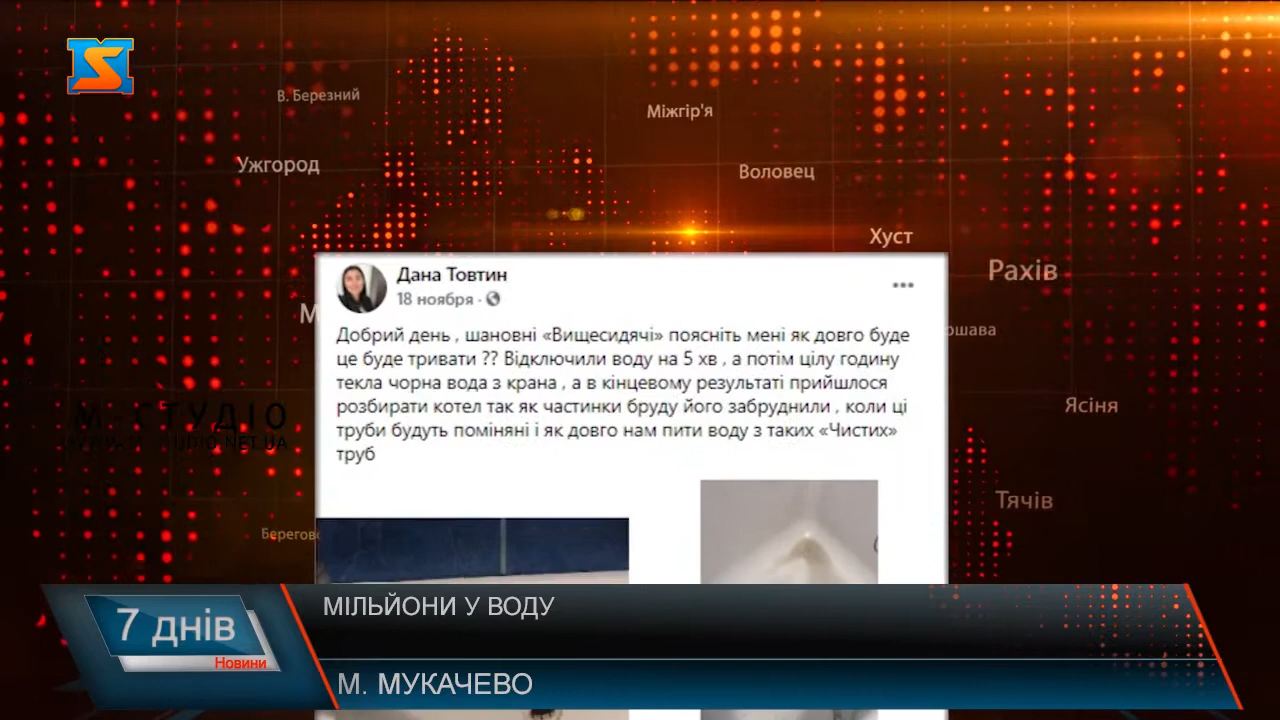 В. Березний
Міжгір'я
Ужгород
Воловец
Хуст
Рахів
Дана Товтин
18 ноября
Добрий день , шановні «Вищесидячі» поясніть мені як довго буде
це буде тривати ?? Відключили воду на 5 хв , а потім цілу годину
текла чорна вода з крана , а в кінцевому результаті прийшлося
розбирати котел так як частинки бруду його забруднили , коли ці
труби будуть поміняні і як довго нам пити воду з таких «Чистих»
труб
М-СТУДІО
Ясіня
Тячів
7 днів
Новини
МІЛЬЙОНИ У ВОДУ
М. МУКАЧЕВО